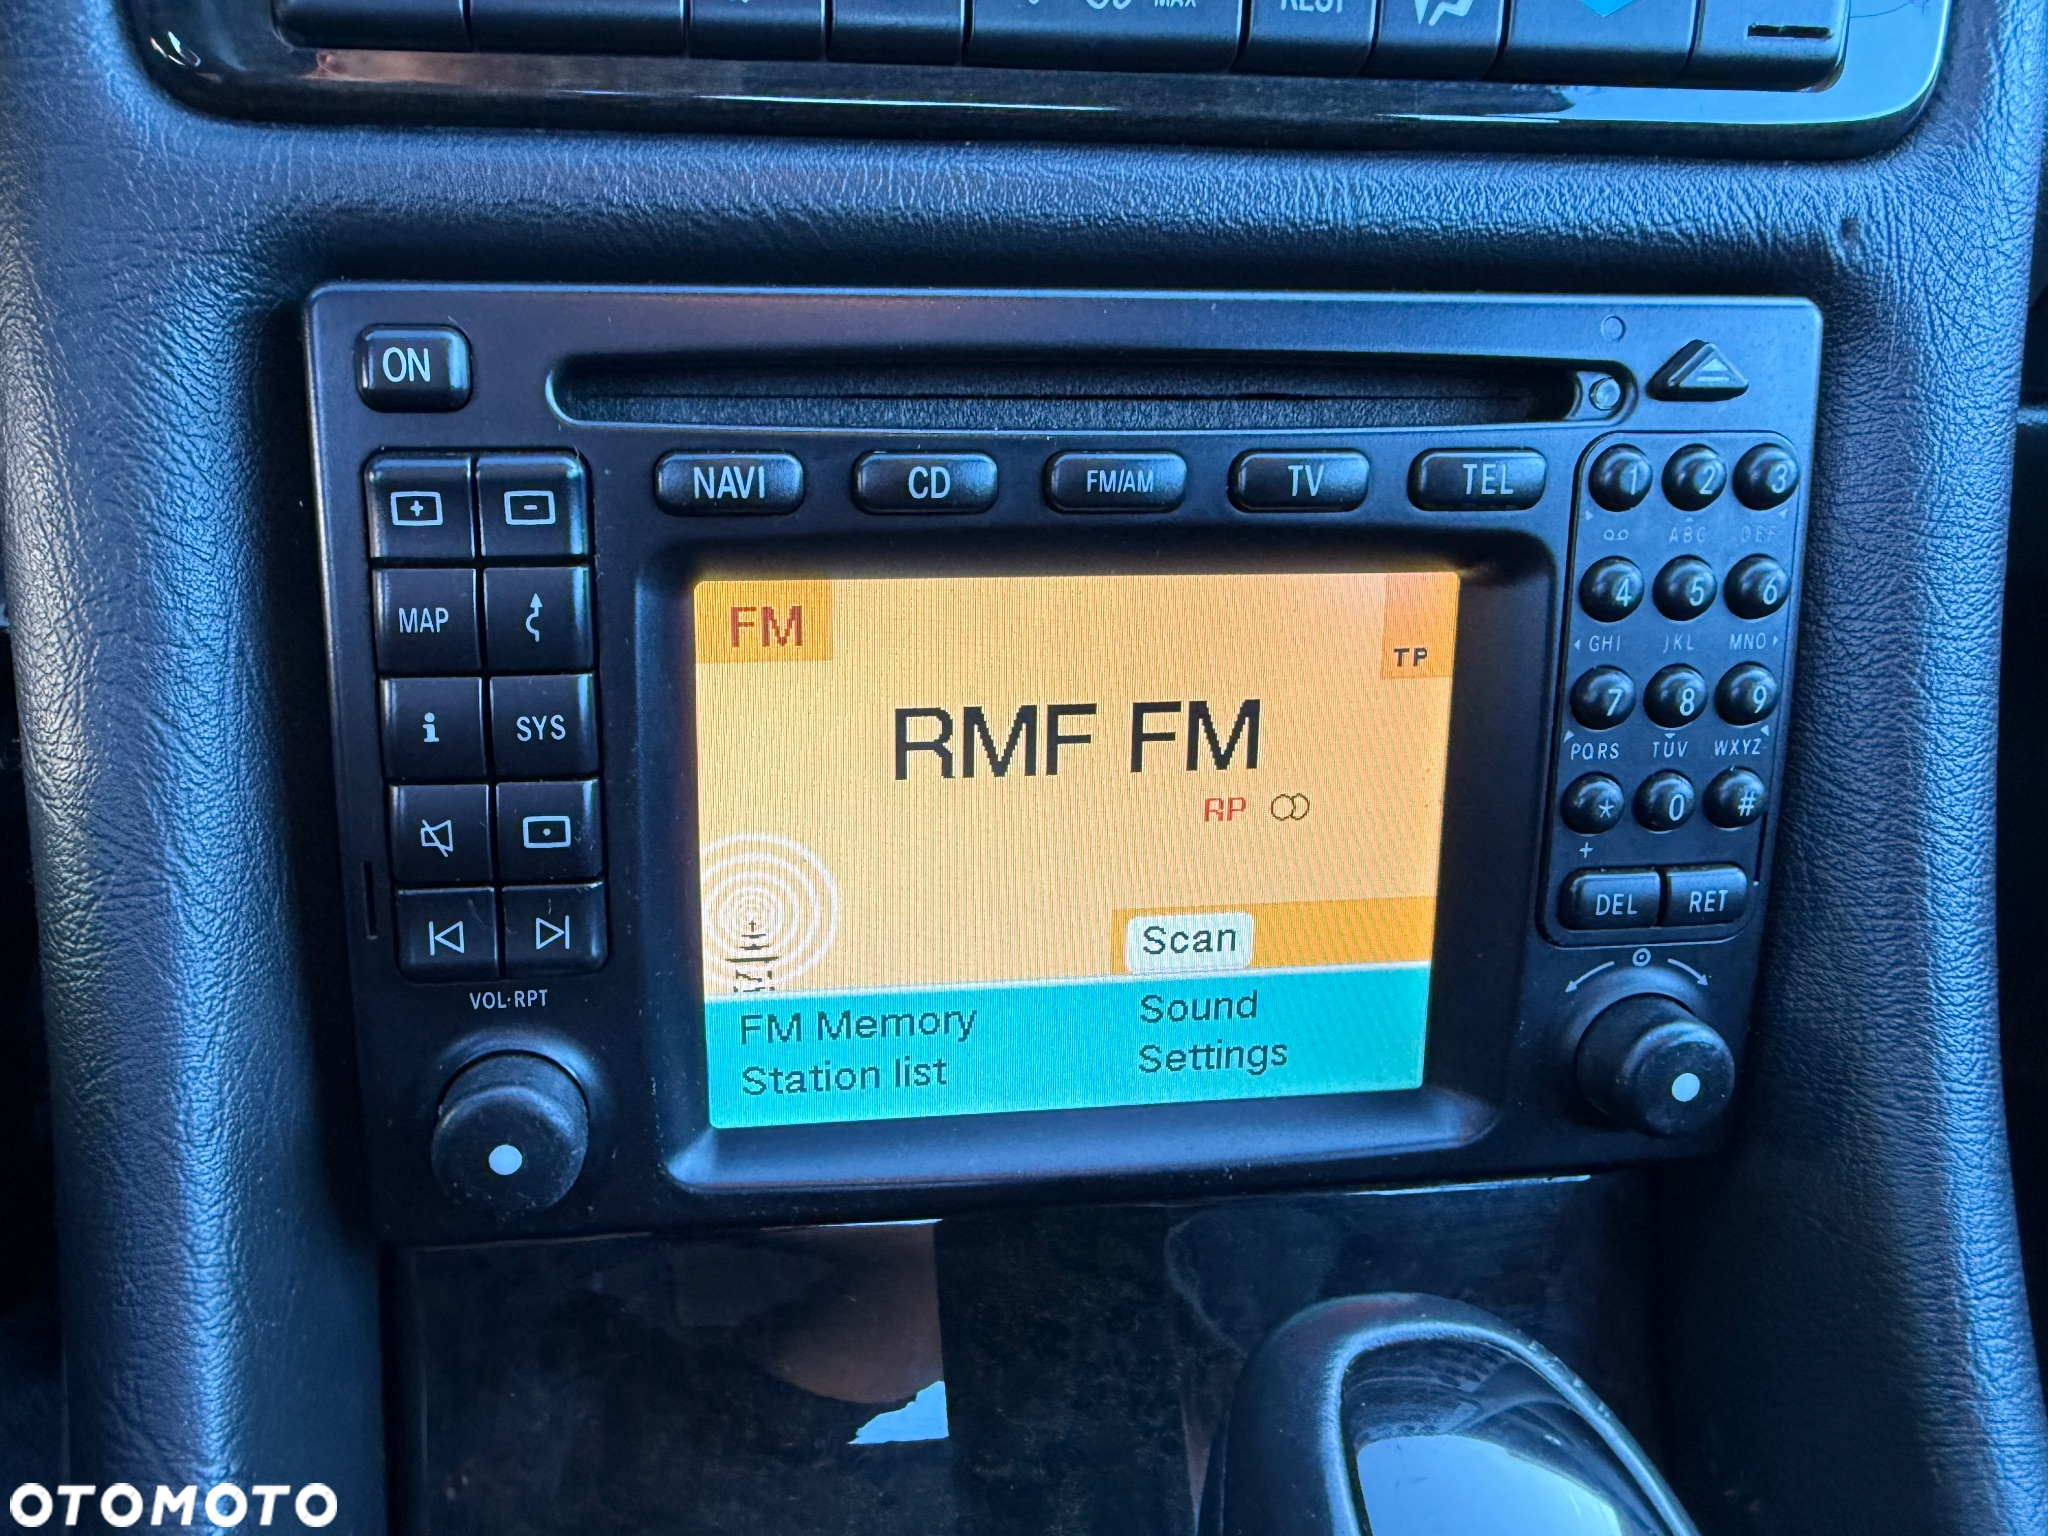 MAX
REST
ON
NAVI
CD
FM/AM
TV
TEL
1
2
3
ABC
DEF
MAP
4
5
6
GHI
JKL
MNO
i
SYS
7
8
9
PQRS
TUV
WXYZ
*
0
#
+
DEL
RET
VOL·RPT
FM
TP
RMF FM
RP
Scan
FM Memory
Sound
Station list
Settings
OTOMOTO